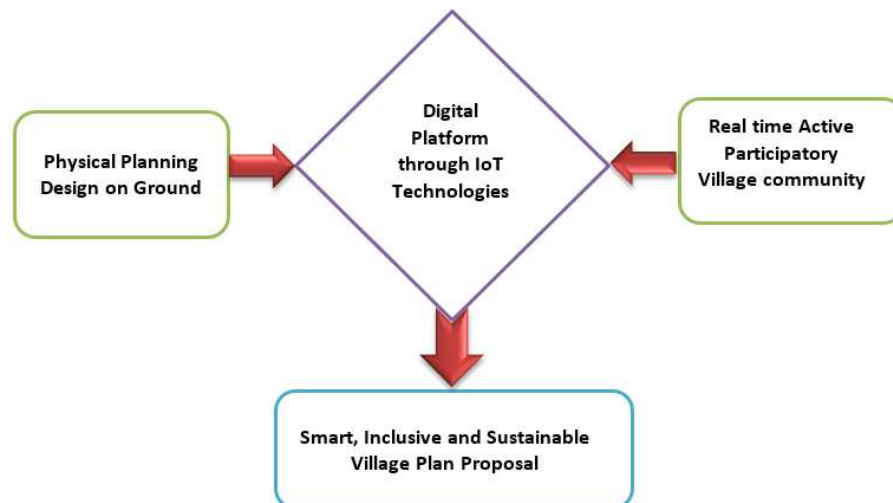 Physical Planning
Design on Ground
Digital
Platform
through IoT
Technologies
Real time Active
Participatory
Village community
Smart, Inclusive and Sustainable
Village Plan Proposal